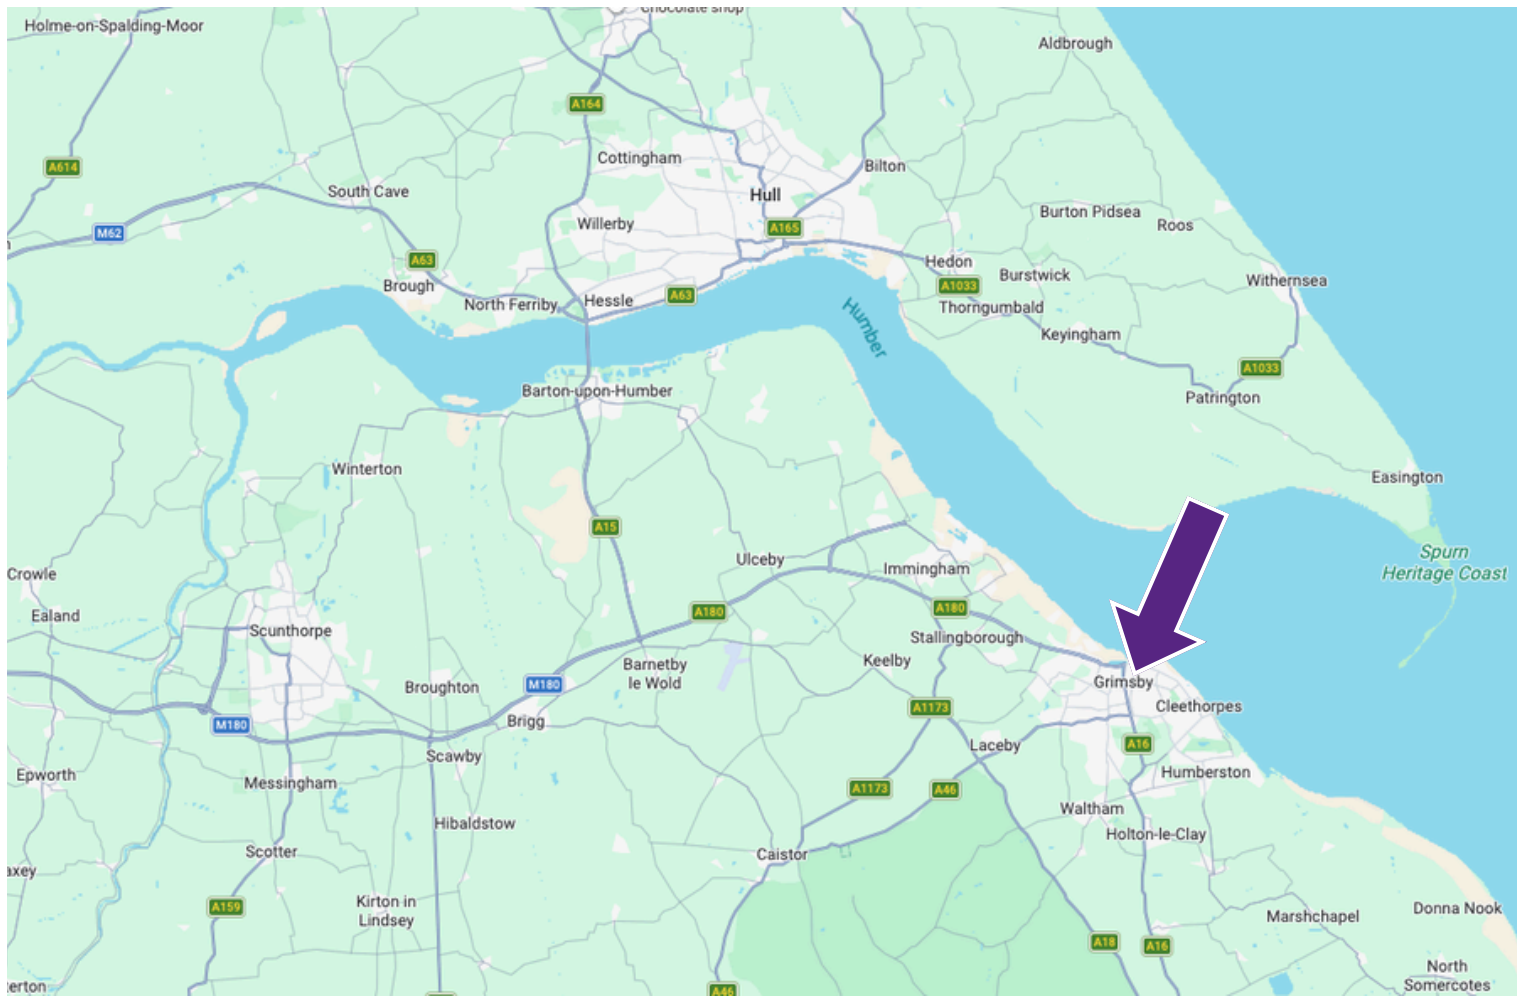 Chocolate shop
Holme-on-Spalding-Moor
Aldbrough
A164
Cottingham
A614
Bilton
South Cave
Hull
Burton Pidsea
Willerby
A165
Roos
M62
A63
Hedon
Burstwick
Withernsea
Brough
A1033
North Ferriby
Hessle
A63
Thorngumbald
Humber
Keyingham
A1033
Barton-upon-Humber
Patrington
Winterton
Easington
A15
Ulceby
Immingham
Spurn
Heritage Coast
Crowle
Ealand
A180
A180
Scunthorpe
Stallingborough
Keelby
Barnetby
le Wold
Broughton
M180
Grimsby
Brigg
A1173
Cleethorpes
M180
Laceby
A16
Scawby
Epworth
Messingham
A1173
A46
Humberston
Waltham
Hibaldstow
Holton-le-Clay
Scotter
Caistor
axey
A159
Kirton in
Lindsey
Marshchapel
Donna Nook
A18
A16
North
Somercotes
erton
A46